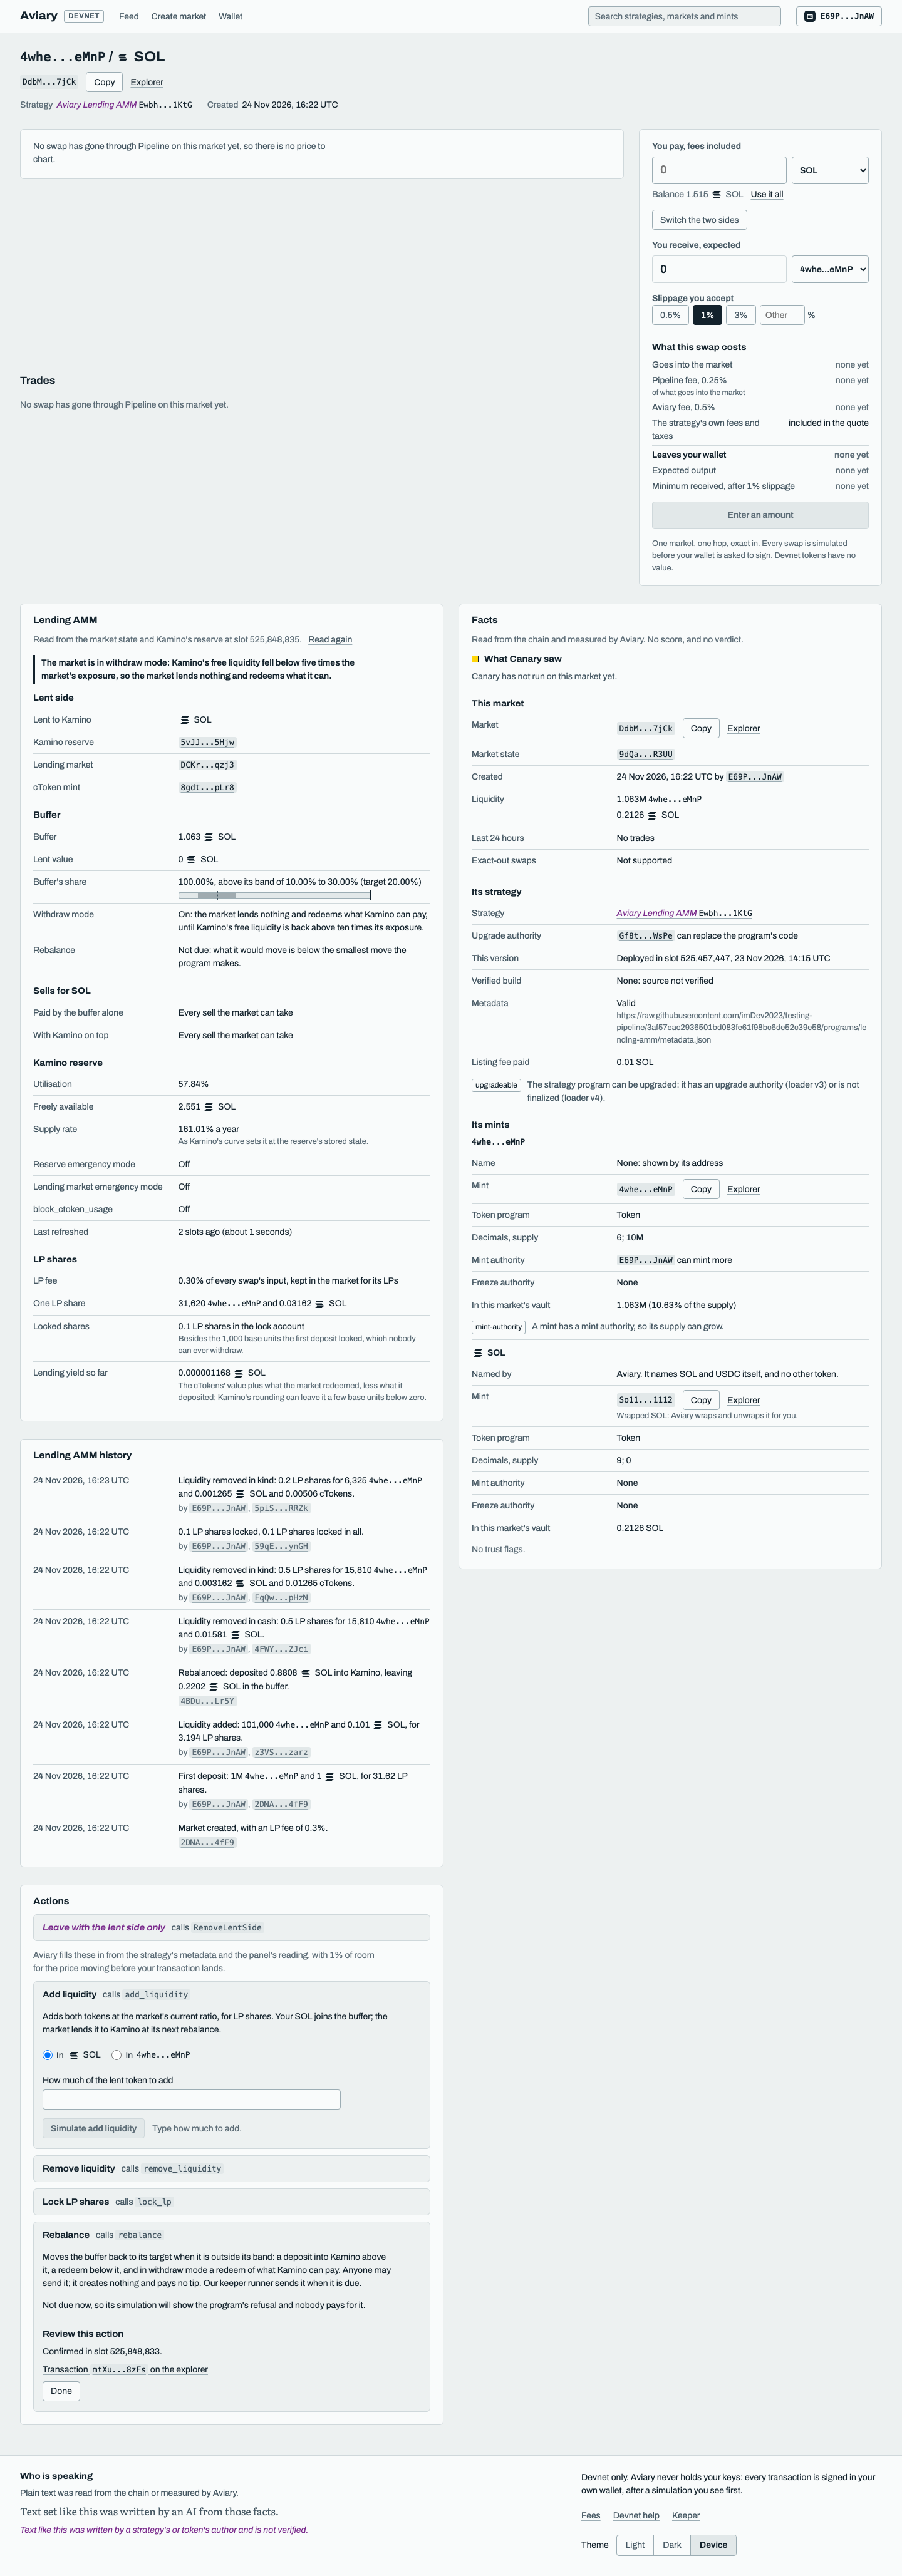 Aviary DEVNET Feed Create market Wallet Search strategies, markets and mints E69P...JnAW
4whe...eMnP / SOL
DdbM...7jCk Copy Explorer
Strategy Aviary Lending AMM Ewbh...1KtG Created 24 Nov 2026, 16:22 UTC
No swap has gone through Pipeline on this market yet, so there is no price to
chart.
Trades
No swap has gone through Pipeline on this market yet.
You pay, fees included
0 SOL
Balance 1.515 SOL Use it all
Switch the two sides
You receive, expected
0 4whe...eMnP
Slippage you accept
0.5% 1% 3% Other %
What this swap costs
Goes into the market none yet
Pipeline fee, 0.25% none yet
of what goes into the market
Aviary fee, 0.5% none yet
The strategy's own fees and included in the quote
taxes
Leaves your wallet none yet
Expected output none yet
Minimum received, after 1% slippage none yet
Enter an amount
One market, one hop, exact in. Every swap is simulated
before your wallet is asked to sign. Devnet tokens have no
value.
Lending AMM
Read from the market state and Kamino's reserve at slot 525,848,835. Read again
The market is in withdraw mode: Kamino's free liquidity fell below five times the
market's exposure, so the market lends nothing and redeems what it can.
Lent side
Lent to Kamino SOL
Kamino reserve 5vJJ...5Hjw
Lending market DCKr...qzj3
cToken mint 8gdt...pLr8
Buffer
Buffer 1.063 SOL
Lent value 0 SOL
Buffer's share 100.00%, above its band of 10.00% to 30.00% (target 20.00%)
Withdraw mode On: the market lends nothing and redeems what Kamino can pay,
until Kamino's free liquidity is back above ten times its exposure.
Rebalance Not due: what it would move is below the smallest move the
program makes.
Sells for SOL
Paid by the buffer alone Every sell the market can take
With Kamino on top Every sell the market can take
Kamino reserve
Utilisation 57.84%
Freely available 2.551 SOL
Supply rate 161.01% a year
As Kamino's curve sets it at the reserve's stored state.
Reserve emergency mode Off
Lending market emergency mode Off
block_ctoken_usage Off
Last refreshed 2 slots ago (about 1 seconds)
LP shares
LP fee 0.30% of every swap's input, kept in the market for its LPs
One LP share 31,620 4whe...eMnP and 0.03162 SOL
Locked shares 0.1 LP shares in the lock account
Besides the 1,000 base units the first deposit locked, which nobody
can ever withdraw.
Lending yield so far 0.000001168 SOL
The cTokens' value plus what the market redeemed, less what it
deposited; Kamino's rounding can leave it a few base units below zero.
Lending AMM history
24 Nov 2026, 16:23 UTC Liquidity removed in kind: 0.2 LP shares for 6,325 4whe...eMnP
and 0.001265 SOL and 0.00506 cTokens.
by E69P...JnAW, 5piS...RRZk
24 Nov 2026, 16:22 UTC 0.1 LP shares locked, 0.1 LP shares locked in all.
by E69P...JnAW, 59qE...ynGH
24 Nov 2026, 16:22 UTC Liquidity removed in kind: 0.5 LP shares for 15,810 4whe...eMnP
and 0.003162 SOL and 0.01265 cTokens.
by E69P...JnAW, FqQw...pHzN
24 Nov 2026, 16:22 UTC Liquidity removed in cash: 0.5 LP shares for 15,810 4whe...eMnP
and 0.01581 SOL.
by E69P...JnAW, 4FWY...ZJci
24 Nov 2026, 16:22 UTC Rebalanced: deposited 0.8808 SOL into Kamino, leaving
0.2202 SOL in the buffer.
4BDu...Lr5Y
24 Nov 2026, 16:22 UTC Liquidity added: 101,000 4whe...eMnP and 0.101 SOL, for
3.194 LP shares.
by E69P...JnAW, z3VS...zarz
24 Nov 2026, 16:22 UTC First deposit: 1M 4whe...eMnP and 1 SOL, for 31.62 LP
shares.
by E69P...JnAW, 2DNA...4fF9
24 Nov 2026, 16:22 UTC Market created, with an LP fee of 0.3%.
2DNA...4fF9
Actions
Leave with the lent side only calls RemoveLentSide
Aviary fills these in from the strategy's metadata and the panel's reading, with 1% of room
for the price moving before your transaction lands.
Add liquidity calls add_liquidity
Adds both tokens at the market's current ratio, for LP shares. Your SOL joins the buffer; the
market lends it to Kamino at its next rebalance.
In SOL In 4whe...eMnP
How much of the lent token to add
Simulate add liquidity Type how much to add.
Remove liquidity calls remove_liquidity
Lock LP shares calls lock_lp
Rebalance calls rebalance
Moves the buffer back to its target when it is outside its band: a deposit into Kamino above
it, a redeem below it, and in withdraw mode a redeem of what Kamino can pay. Anyone may
send it; it creates nothing and pays no tip. Our keeper runner sends it when it is due.
Not due now, so its simulation will show the program's refusal and nobody pays for it.
Review this action
Confirmed in slot 525,848,833.
Transaction mtXu...8zFs on the explorer
Done
Facts
Read from the chain and measured by Aviary. No score, and no verdict.
What Canary saw
Canary has not run on this market yet.
This market
Market DdbM...7jCk Copy Explorer
Market state 9dQa...R3UU
Created 24 Nov 2026, 16:22 UTC by E69P...JnAW
Liquidity 1.063M 4whe...eMnP
0.2126 SOL
Last 24 hours No trades
Exact-out swaps Not supported
Its strategy
Strategy Aviary Lending AMM Ewbh...1KtG
Upgrade authority Gf8t...WsPe can replace the program's code
This version Deployed in slot 525,457,447, 23 Nov 2026, 14:15 UTC
Verified build None: source not verified
Metadata Valid
https://raw.githubusercontent.com/imDev2023/testing-
pipeline/3af57eac2936501bd083fe61f98bc6de52c39e58/programs/le
nding-amm/metadata.json
Listing fee paid 0.01 SOL
upgradeable The strategy program can be upgraded: it has an upgrade authority (loader v3) or is not
finalized (loader v4).
Its mints
4whe...eMnP
Name None: shown by its address
Mint 4whe...eMnP Copy Explorer
Token program Token
Decimals, supply 6; 10M
Mint authority E69P...JnAW can mint more
Freeze authority None
In this market's vault 1.063M (10.63% of the supply)
mint-authority A mint has a mint authority, so its supply can grow.
SOL
Named by Aviary. It names SOL and USDC itself, and no other token.
Mint So11...1112 Copy Explorer
Wrapped SOL: Aviary wraps and unwraps it for you.
Token program Token
Decimals, supply 9; 0
Mint authority None
Freeze authority None
In this market's vault 0.2126 SOL
No trust flags.
Who is speaking
Plain text was read from the chain or measured by Aviary.
Text set like this was written by an AI from those facts.
Text like this was written by a strategy's or token's author and is not verified.
Devnet only. Aviary never holds your keys: every transaction is signed in your
own wallet, after a simulation you see first.
Fees Devnet help Keeper
Theme Light Dark Device